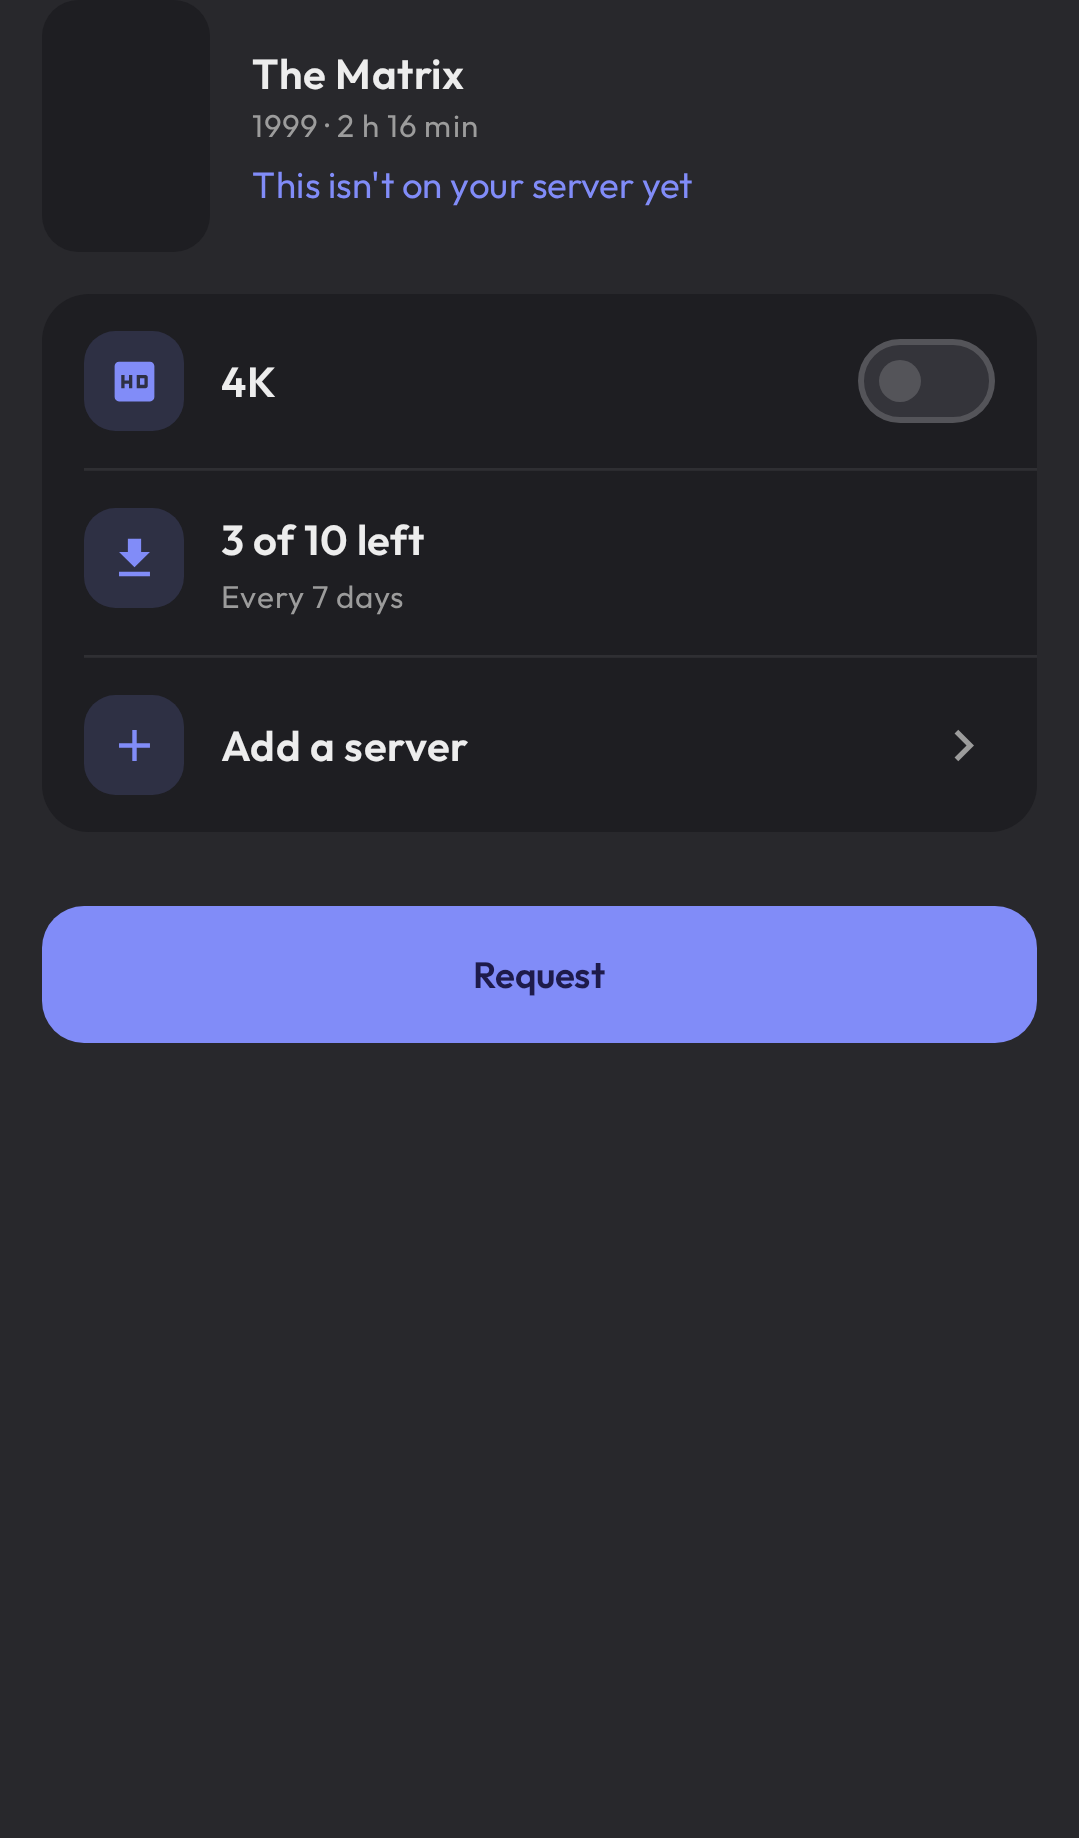 The Matrix
1999 · 2 h 16 min
This isn't on your server yet
HD
4K
3 of 10 left
Every 7 days
Add a server
Request